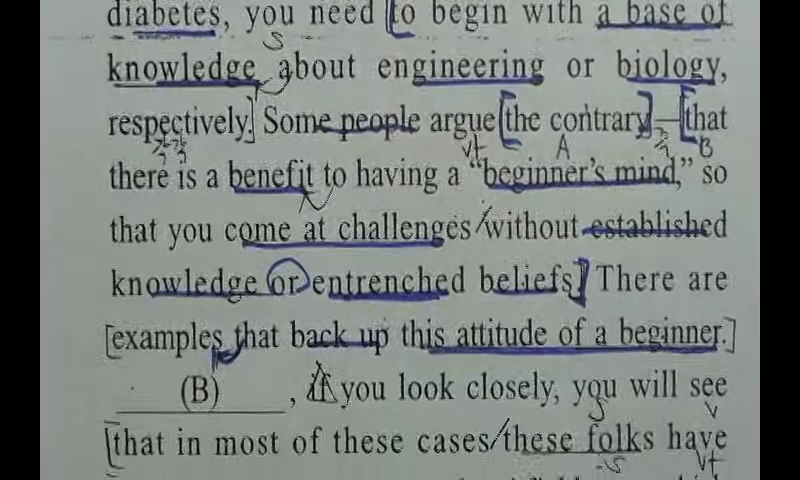 diabetes, you need to begin with a base of
knowledge about engineering or biology,
respectively. Some people argue the contrary—that
there is a benefit to having a “beginner’s mind,” so
that you come at challenges without established
knowledge or entrenched beliefs. There are
examples that back up this attitude of a beginner.
(B) , if you look closely, you will see
that in most of these cases these folks have